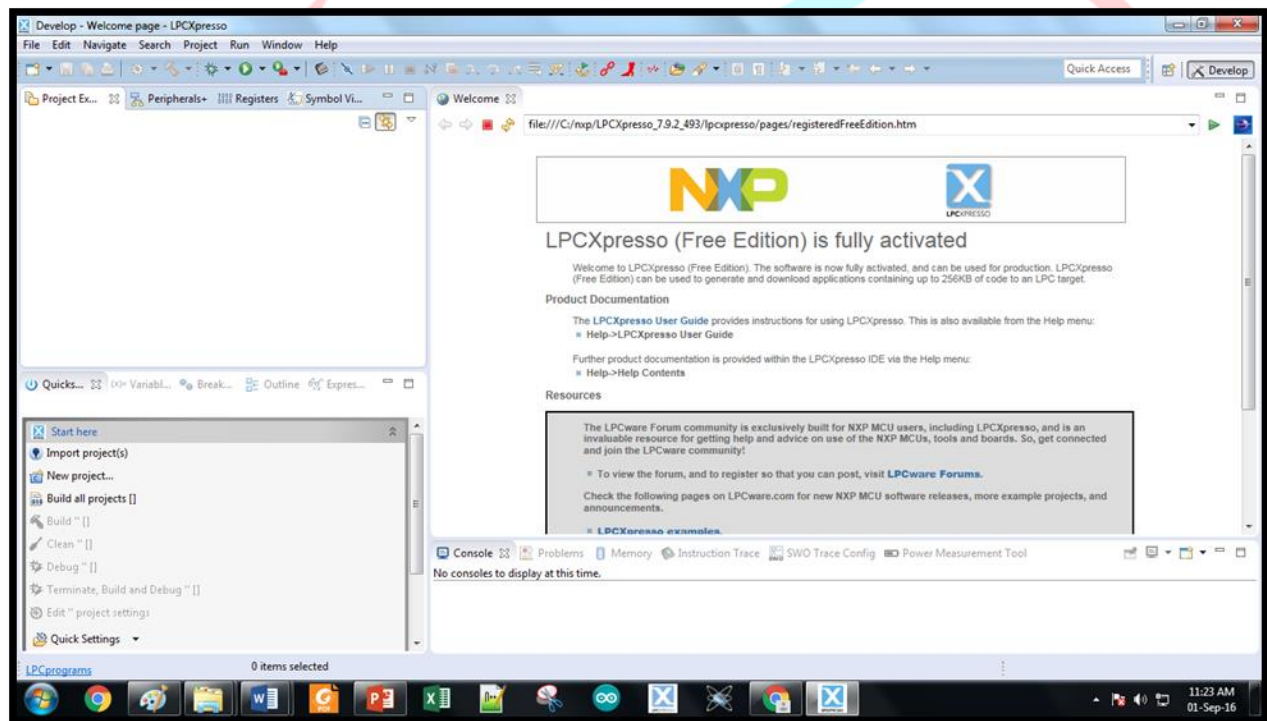 Develop - Welcome page - LPCXpresso
File Edit Navigate Search Project Run Window Help
Quick Access
Develop
Project Ex... Peripherals+ Registers Symbol Vi...
Welcome
file:///C:/nxp/LPCXpresso_7.9.2_493/lpcxpresso/pages/registeredFreeEdition.htm
NXP
LPCXPRESSO
LPCXpresso (Free Edition) is fully activated
Welcome to LPCXpresso (Free Edition). The software is now fully activated, and can be used for production. LPCXpresso
(Free Edition) can be used to generate and download applications containing up to 256KB of code to an LPC target.
Product Documentation
The LPCXpresso User Guide provides instructions for using LPCXpresso. This is also available from the Help menu:
Help->LPCXpresso User Guide
Further product documentation is provided within the LPCXpresso IDE via the Help menu:
Help->Help Contents
Resources
The LPCware Forum community is exclusively built for NXP MCU users, including LPCXpresso, and is an
invaluable resource for getting help and advice on use of the NXP MCUs, tools and boards. So, get connected
and join the LPCware community!
To view the forum, and to register so that you can post, visit LPCware Forums.
Check the following pages on LPCware.com for new NXP MCU software releases, more example projects, and
announcements.
LPCXpresso examples.
Quicks... (x)= Variabl... Break... Outline Expres...
Start here
Import project(s)
New project...
Build all projects []
Build '' []
Clean '' []
Debug '' []
Terminate, Build and Debug '' []
Edit '' project settings
Quick Settings
Console Problems Memory Instruction Trace SWO Trace Config Power Measurement Tool
No consoles to display at this time.
LPCprograms
0 items selected
11:23 AM
01-Sep-16